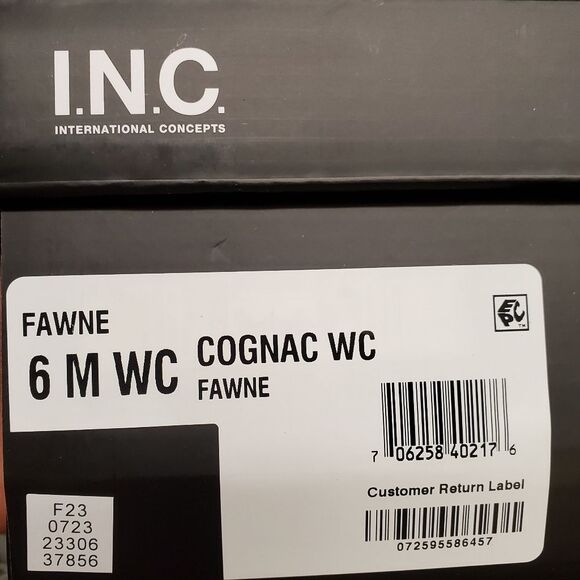 I.N.C.
INTERNATIONAL CONCEPTS
FAWNE
6 M WC
COGNAC WC
FAWNE
EPC™
7 06258 40217 6
Customer Return Label
072595586457
F23
0723
23306
37856